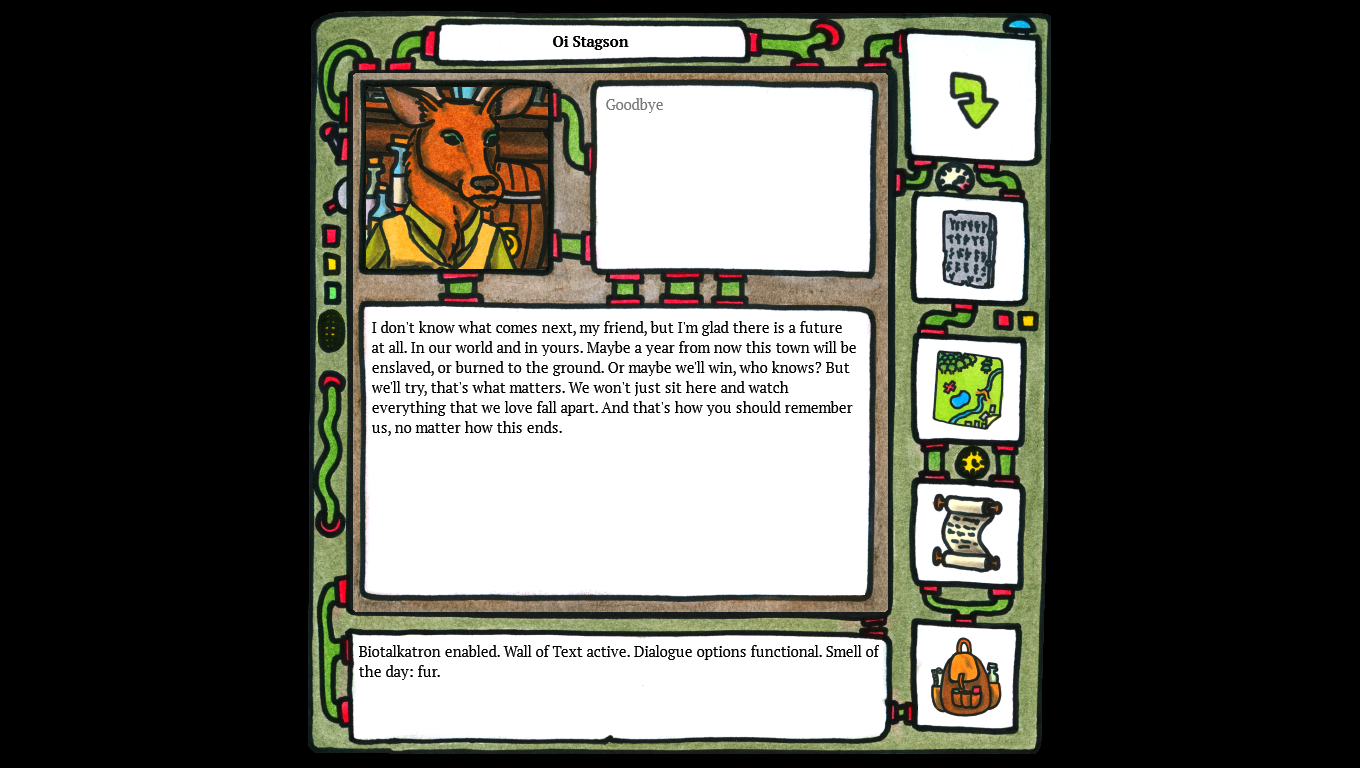 Oi Stagson
Goodbye
I don't know what comes next, my friend, but I'm glad there is a future
at all. In our world and in yours. Maybe a year from now this town will be
enslaved, or burned to the ground. Or maybe we'll win, who knows? But
we'll try, that's what matters. We won't just sit here and watch
everything that we love fall apart. And that's how you should remember
us, no matter how this ends.
Biotalkatron enabled. Wall of Text active. Dialogue options functional. Smell of
the day: fur.